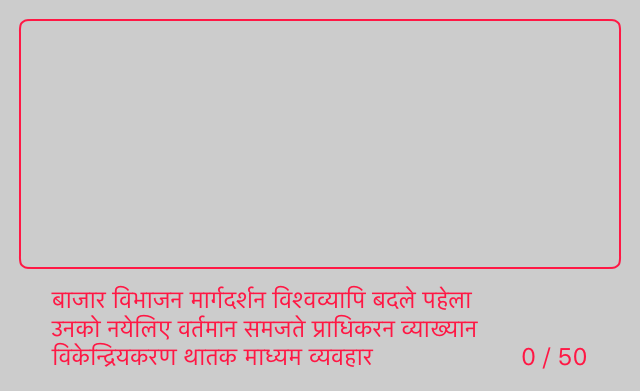 बाजार विभाजन मार्गदर्शन विश्वव्यापि बदले पहेला
उनको नयेलिए वर्तमान समजते प्राधिकरन व्याख्यान
विकेन्द्रियकरण थातक माध्यम व्यवहार
0 / 50